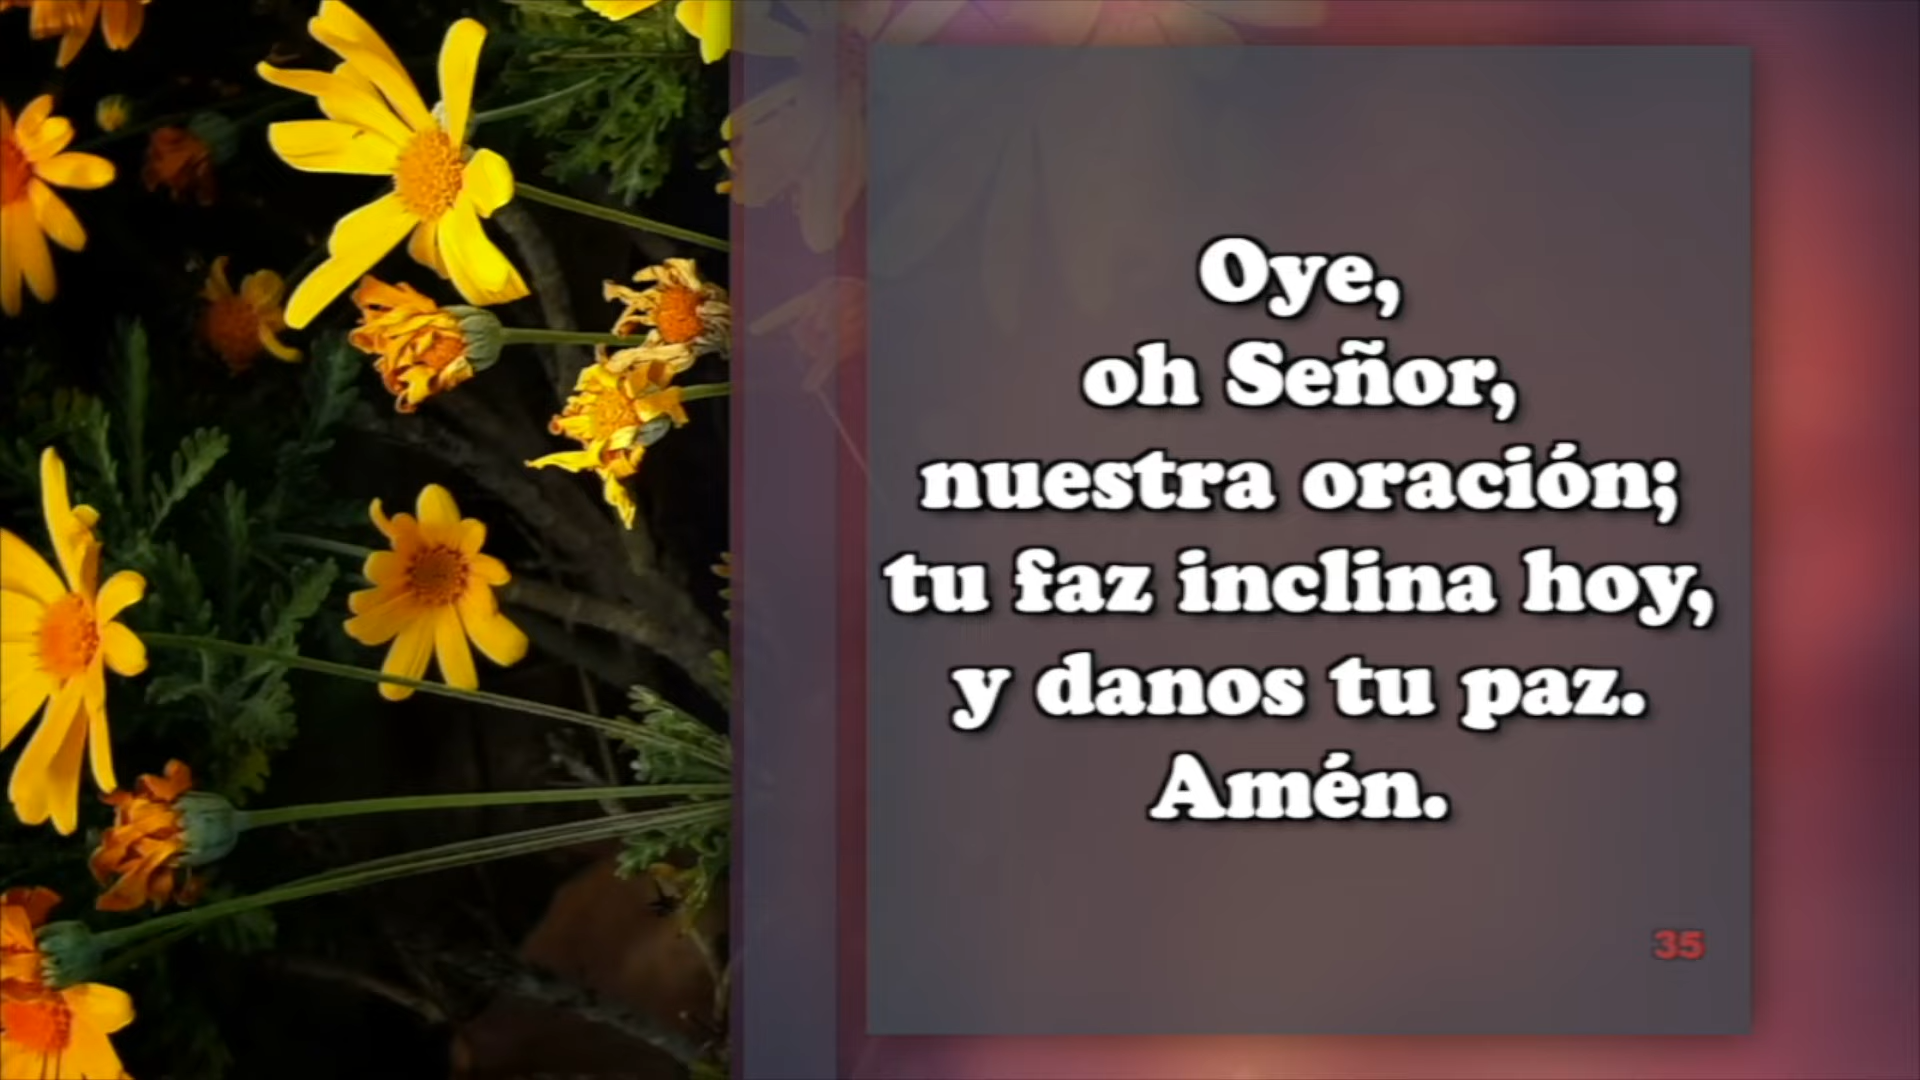 Oye,
oh Señor,
nuestra oración;
tu faz inclina hoy,
y danos tu paz.
Amén.
35